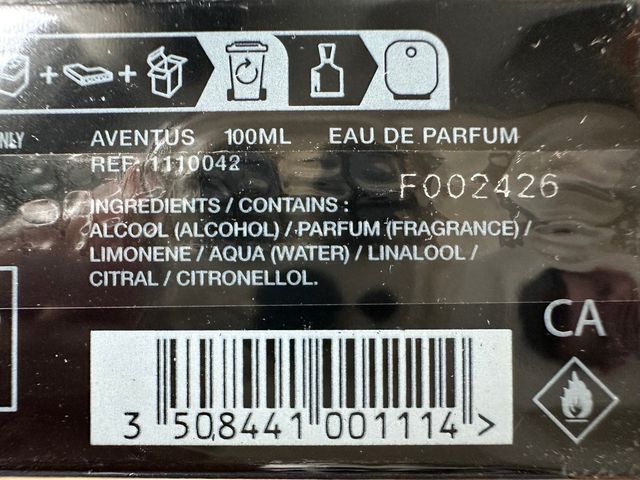 AVENTUS 100ML EAU DE PARFUM
REF: 1110042
F002426
INGREDIENTS / CONTAINS :
ALCOOL (ALCOHOL) / PARFUM (FRAGRANCE) /
LIMONENE / AQUA (WATER) / LINALOOL /
CITRAL / CITRONELLOL.
CA
3 508441 001114 >